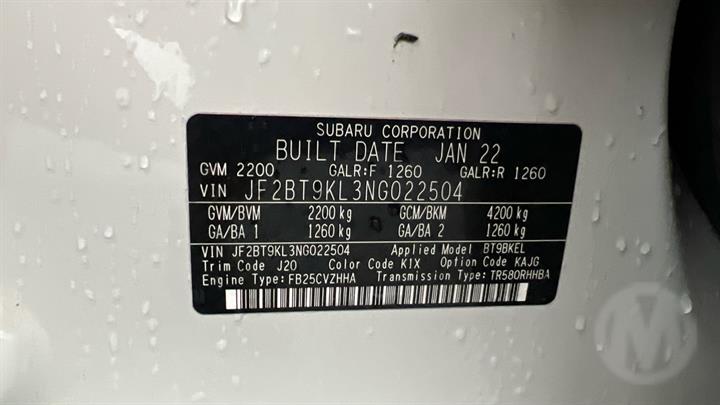 SUBARU CORPORATION
BUILT DATE JAN 22
GVM 2200 GALR:F 1260 GALR:R 1260
VIN JF2BT9KL3NG022504
GVM/BVM 2200 kg GCM/BKM 4200 kg
GA/BA 1 1260 kg GA/BA 2 1260 kg
VIN JF2BT9KL3NG022504 Applied Model BT9BKEL
Trim Code J20 Color Code K1X Option Code KAJG
Engine Type:FB25CVZHHA Transmission Type:TR580RHHBA
M